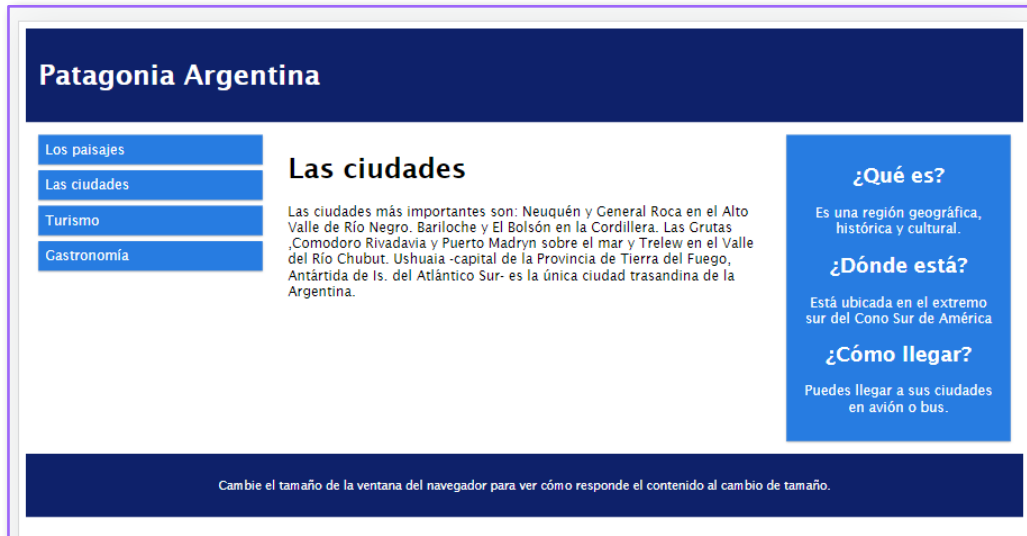 Patagonia Argentina
Los paisajes
Las ciudades
Turismo
Gastronomía
Las ciudades
Las ciudades más importantes son: Neuquén y General Roca en el Alto
Valle de Río Negro. Bariloche y El Bolsón en la Cordillera. Las Grutas
,Comodoro Rivadavia y Puerto Madryn sobre el mar y Trelew en el Valle
del Río Chubut. Ushuaia -capital de la Provincia de Tierra del Fuego,
Antártida de Is. del Atlántico Sur- es la única ciudad trasandina de la
Argentina.
¿Qué es?
Es una región geográfica,
histórica y cultural.
¿Dónde está?
Está ubicada en el extremo
sur del Cono Sur de América
¿Cómo llegar?
Puedes llegar a sus ciudades
en avión o bus.
Cambie el tamaño de la ventana del navegador para ver cómo responde el contenido al cambio de tamaño.